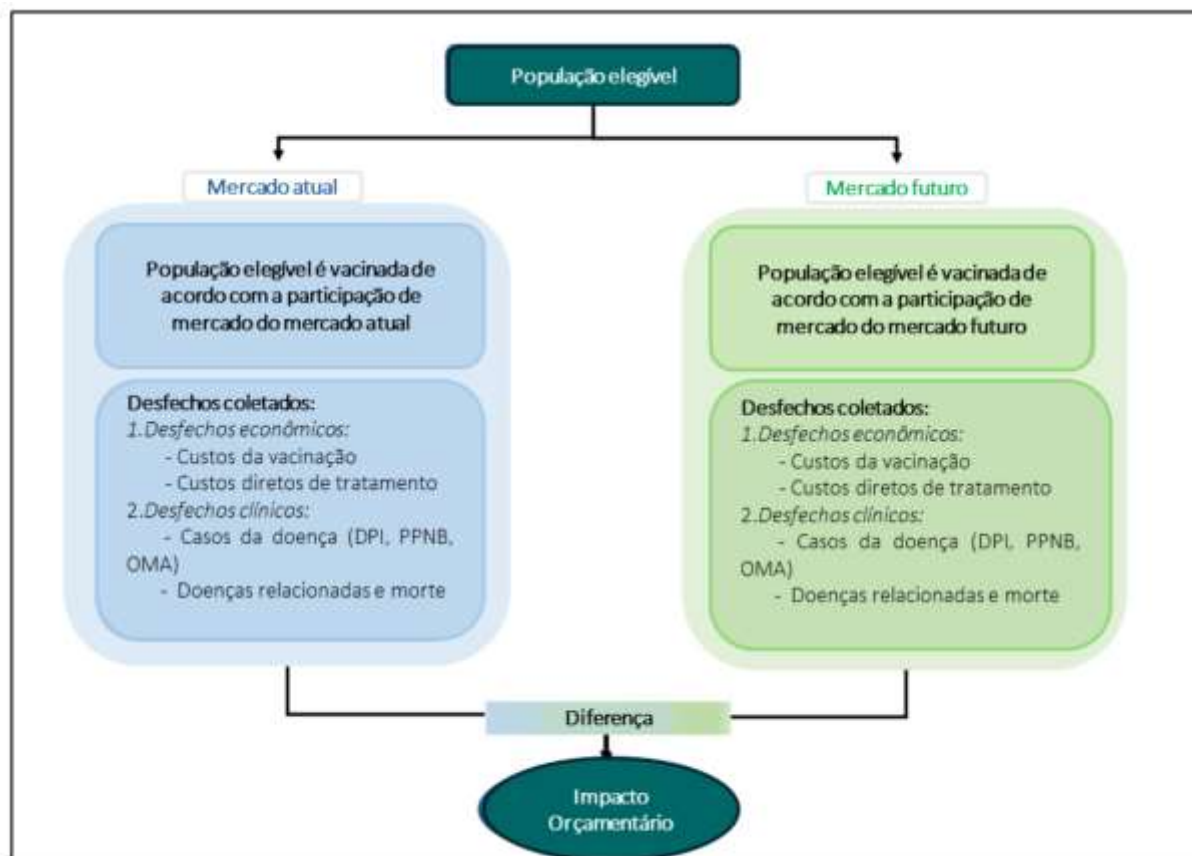 População elegível
Mercado atual
População elegível é vacinada de
acordo com a participação de
mercado do mercado atual
Desfechos coletados:
1.Desfechos econômicos:
- Custos da vacinação
- Custos diretos de tratamento
2.Desfechos clínicos:
- Casos da doença (DPI, PPNB,
OMA)
- Doenças relacionadas e morte
Mercado futuro
População elegível é vacinada de
acordo com a participação de
mercado do mercado futuro
Desfechos coletados:
1.Desfechos econômicos:
- Custos da vacinação
- Custos diretos de tratamento
2.Desfechos clínicos:
- Casos da doença (DPI, PPNB,
OMA)
- Doenças relacionadas e morte
Diferença
Impacto
Orçamentário